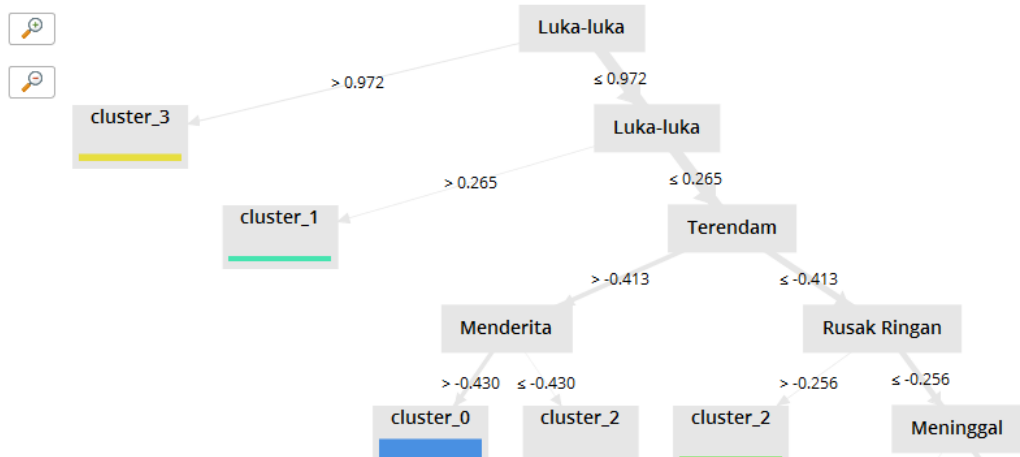 Luka-luka
> 0.972
≤ 0.972
cluster_3
Luka-luka
> 0.265
≤ 0.265
cluster_1
Terendam
> -0.413
≤ -0.413
Menderita
Rusak Ringan
> -0.430
≤ -0.430
> -0.256
≤ -0.256
cluster_0
cluster_2
cluster_2
Meninggal